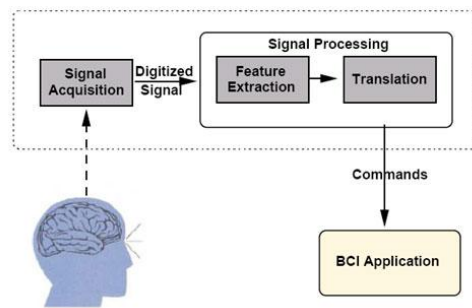 Signal Processing
Signal
Acquisition
Digitized
Signal
Feature
Extraction
Translation
Commands
BCI Application